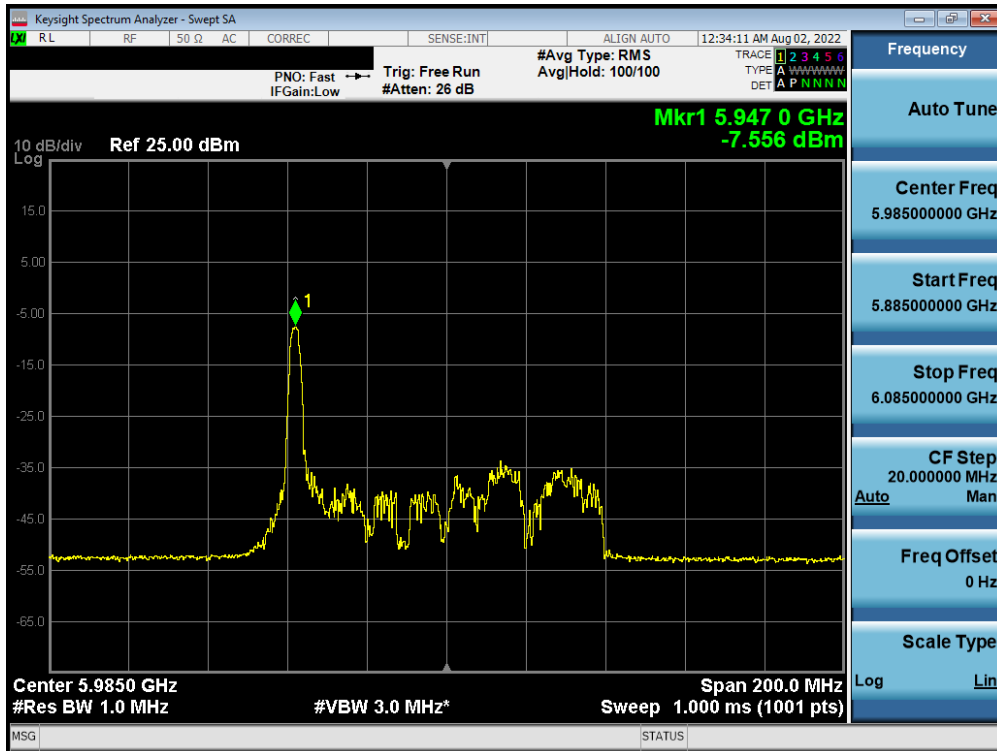 Keysight Spectrum Analyzer - Swept SA
LXI RL RF 50 Ω AC CORREC SENSE:INT ALIGN AUTO 12:34:11 AM Aug 02, 2022
PNO: Fast
IFGain:Low
Trig: Free Run
#Atten: 26 dB
#Avg Type: RMS
Avg|Hold: 100/100
TRACE 1 2 3 4 5 6
TYPE A WWWWW
DET A P N N N N
Mkr1 5.947 0 GHz
-7.556 dBm
10 dB/div Ref 25.00 dBm
Log
15.0
5.00
-5.00
-15.0
-25.0
-35.0
-45.0
-55.0
-65.0
1
Center 5.9850 GHz Span 200.0 MHz
#Res BW 1.0 MHz #VBW 3.0 MHz* Sweep 1.000 ms (1001 pts)
MSG STATUS
Frequency
Auto Tune
Center Freq
5.985000000 GHz
Start Freq
5.885000000 GHz
Stop Freq
6.085000000 GHz
CF Step
20.000000 MHz
Auto Man
Freq Offset
0 Hz
Scale Type
Log Lin